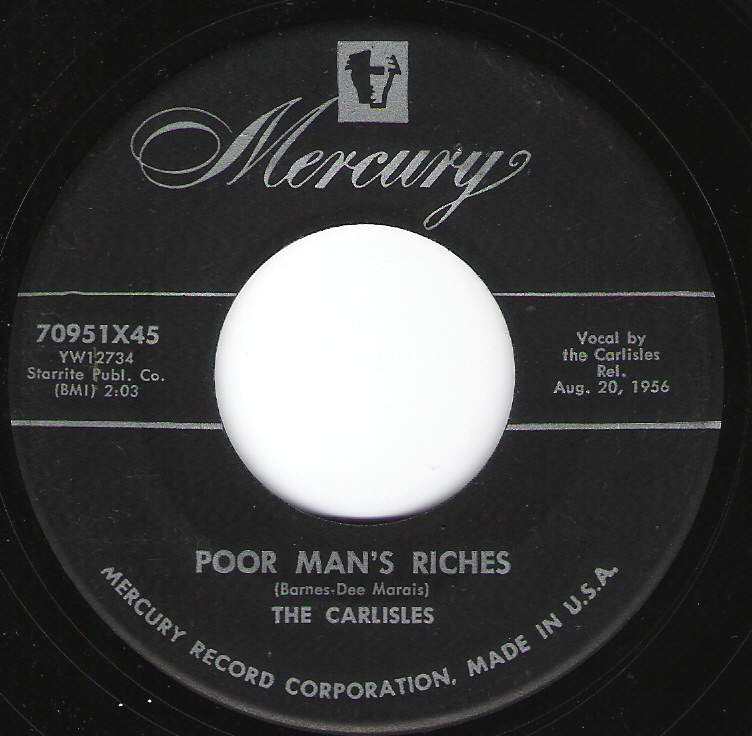 Mercury
70951X45
YW12734
Starrite Publ. Co.
(BMI) 2:03
Vocal by
the Carlisles
Rel.
Aug. 20, 1956
POOR MAN'S RICHES
(Barnes-Dee Marais)
THE CARLISLES
MERCURY RECORD CORPORATION, MADE IN U.S.A.